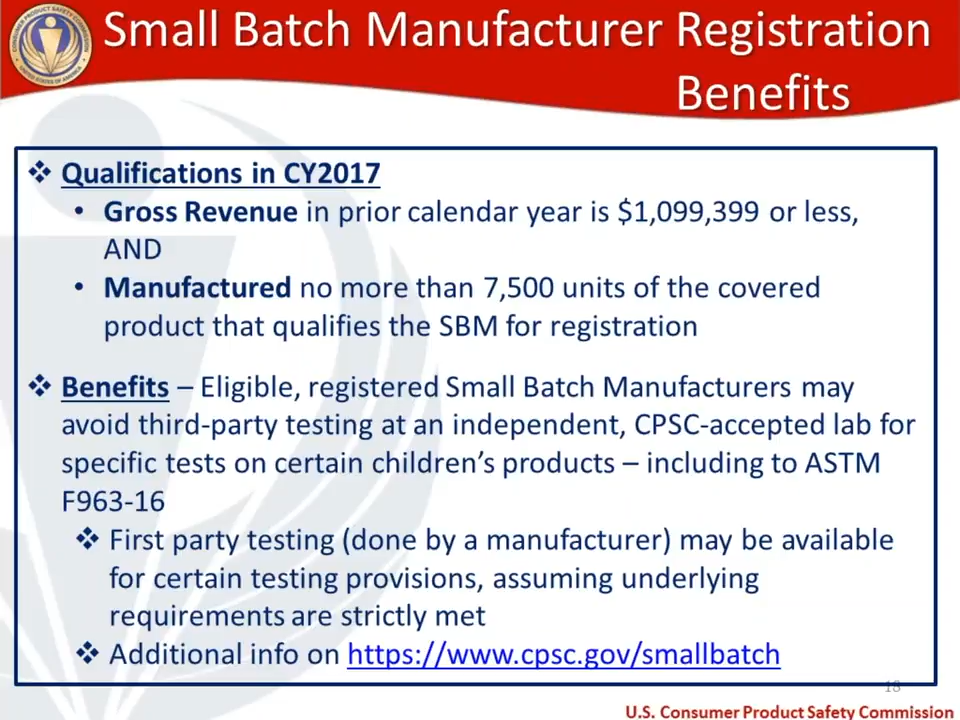 Small Batch Manufacturer Registration
Benefits
❖ Qualifications in CY2017
• Gross Revenue in prior calendar year is $1,099,399 or less,
AND
• Manufactured no more than 7,500 units of the covered
product that qualifies the SBM for registration
❖ Benefits – Eligible, registered Small Batch Manufacturers may
avoid third-party testing at an independent, CPSC-accepted lab for
specific tests on certain children's products – including to ASTM
F963-16
❖ First party testing (done by a manufacturer) may be available
for certain testing provisions, assuming underlying
requirements are strictly met
❖ Additional info on https://www.cpsc.gov/smallbatch
U.S. Consumer Product Safety Commission